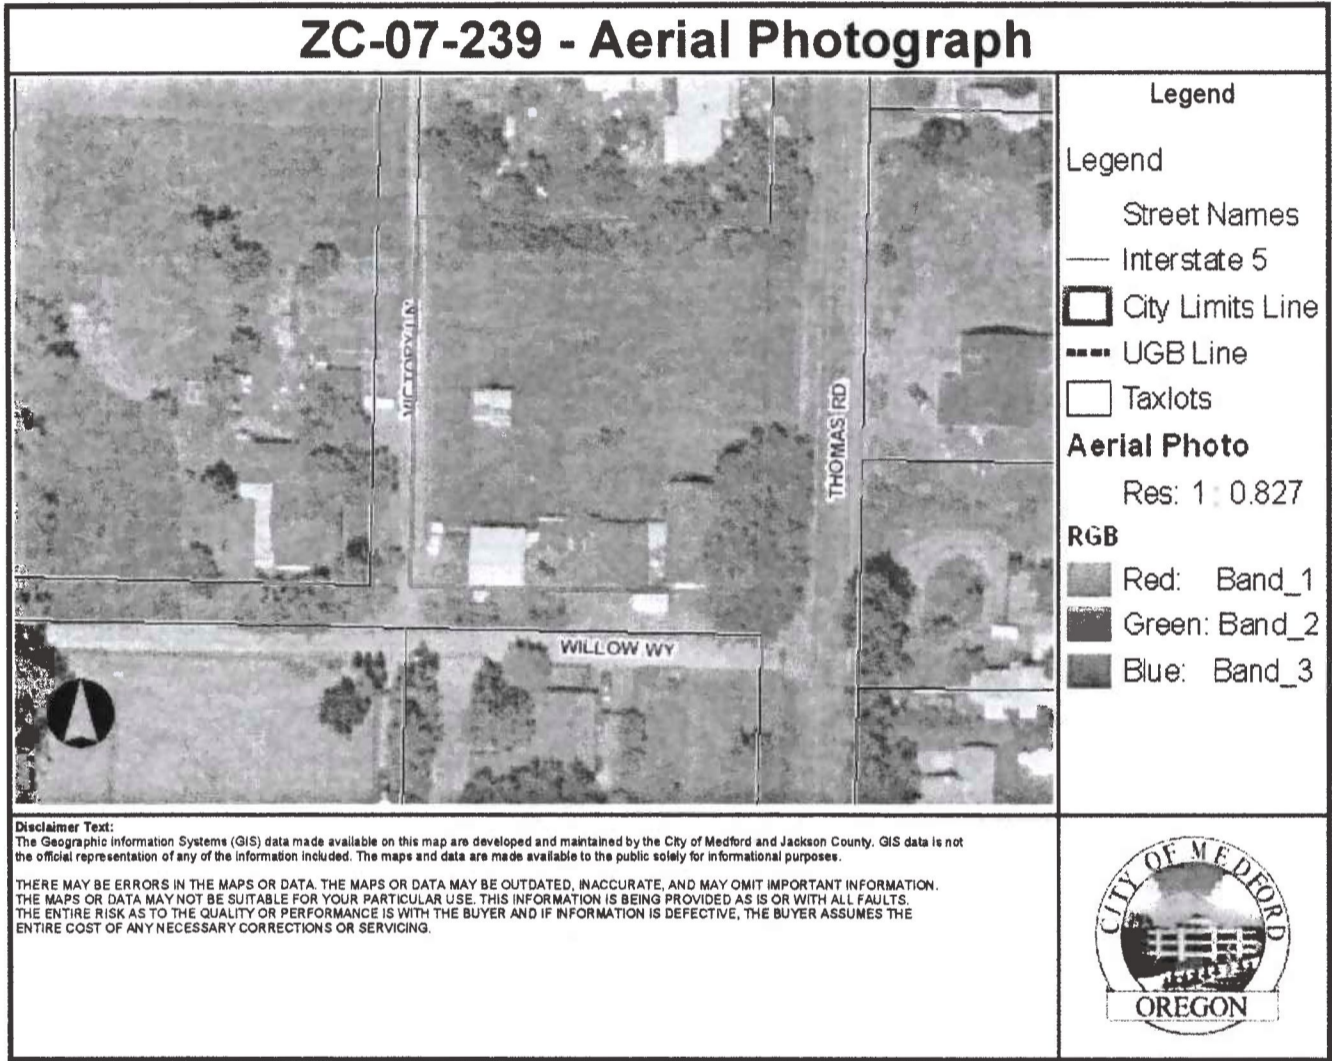 ZC-07-239 - Aerial Photograph
VICTORY LN
THOMAS RD
WILLOW WY
Legend
Legend
Street Names
Interstate 5
City Limits Line
UGB Line
Taxlots
Aerial Photo
Res: 1 : 0.827
RGB
Red: Band_1
Green: Band_2
Blue: Band_3
Disclaimer Text:
The Geographic Information Systems (GIS) data made available on this map are developed and maintained by the City of Medford and Jackson County. GIS data is not
the official representation of any of the information included. The maps and data are made available to the public solely for informational purposes.
THERE MAY BE ERRORS IN THE MAPS OR DATA. THE MAPS OR DATA MAY BE OUTDATED, INACCURATE, AND MAY OMIT IMPORTANT INFORMATION.
THE MAPS OR DATA MAY NOT BE SUITABLE FOR YOUR PARTICULAR USE. THIS INFORMATION IS BEING PROVIDED AS IS OR WITH ALL FAULTS.
THE ENTIRE RISK AS TO THE QUALITY OR PERFORMANCE IS WITH THE BUYER AND IF INFORMATION IS DEFECTIVE, THE BUYER ASSUMES THE
ENTIRE COST OF ANY NECESSARY CORRECTIONS OR SERVICING.
CITY OF MEDFORD
OREGON